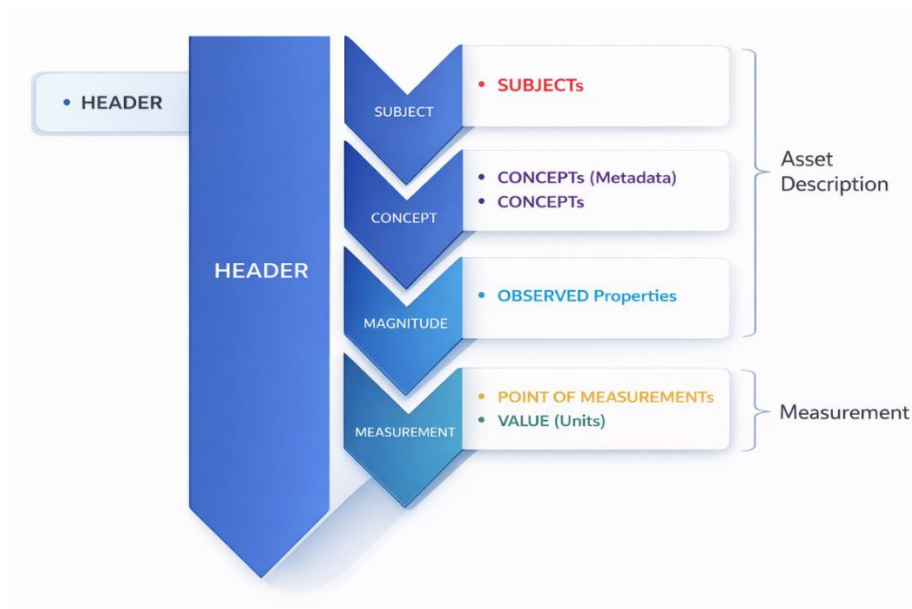 • HEADER
HEADER
SUBJECT
• SUBJECTs
CONCEPT
• CONCEPTs (Metadata)
• CONCEPTs
MAGNITUDE
• OBSERVED Properties
Asset
Description
MEASUREMENT
• POINT OF MEASUREMENTs
• VALUE (Units)
Measurement